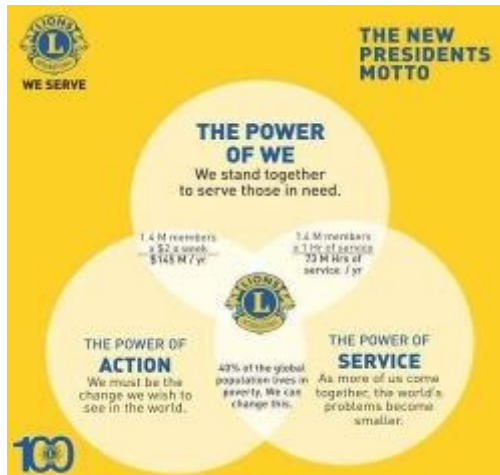 LIONS
L
INTERNATIONAL
WE SERVE
THE NEW
PRESIDENTS
MOTTO
THE POWER
OF WE
We stand together
to serve those in need.
1.4 M members
x $2 x week
$145 M / yr
1.4 M members
x 1 Hr of service
73 M Hrs of
service / yr
LIONS
L
INTERNATIONAL
THE POWER OF
ACTION
We must be the
change we wish to
see in the world.
40% of the global
population lives in
poverty. We can
change this.
THE POWER OF
SERVICE
As more of us come
together, the world's
problems become
smaller.
100